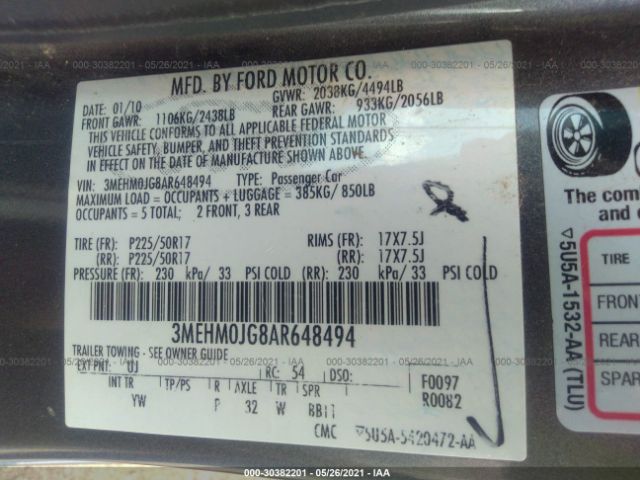 000-30382201 - 05/26/2021 - IAAI
MFD. BY FORD MOTOR CO.
DATE: 01/10 GVWR: 2038KG/4494LB
FRONT GAWR: 1106KG/2438LB REAR GAWR: 933KG/2056LB
THIS VEHICLE CONFORMS TO ALL APPLICABLE FEDERAL MOTOR
VEHICLE SAFETY, BUMPER, AND THEFT PREVENTION STANDARDS
IN EFFECT ON THE DATE OF MANUFACTURE SHOWN ABOVE.
VIN: 3MEHM0JG8AR648494 TYPE: Passenger Car
MAXIMUM LOAD = OCCUPANTS + LUGGAGE = 385KG/ 850LB
OCCUPANTS = 5 TOTAL; 2 FRONT, 3 REAR
TIRE (FR): P225/50R17 RIMS (FR): 17X7.5J
(RR): P225/50R17 (RR): 17X7.5J
PRESSURE (FR): 230 kPa/ 33 PSI COLD (RR): 230 kPa/ 33 PSI COLD
3MEHM0JG8AR648494
TRAILER TOWING - SEE OWNER GUIDE
EXT PNT: UJ RC: 54 DSO: F0097
INT TR TP/PS R AXLE TR SPR R0082
YW P 32 W BB11
CMC 5U5A-5420472-AA
The comb
and c
TIRE
FRONT
REAR
SPAR
5U5A-1532-AA (TLU)
000-30382201 - 05/26/2021 - IAAI